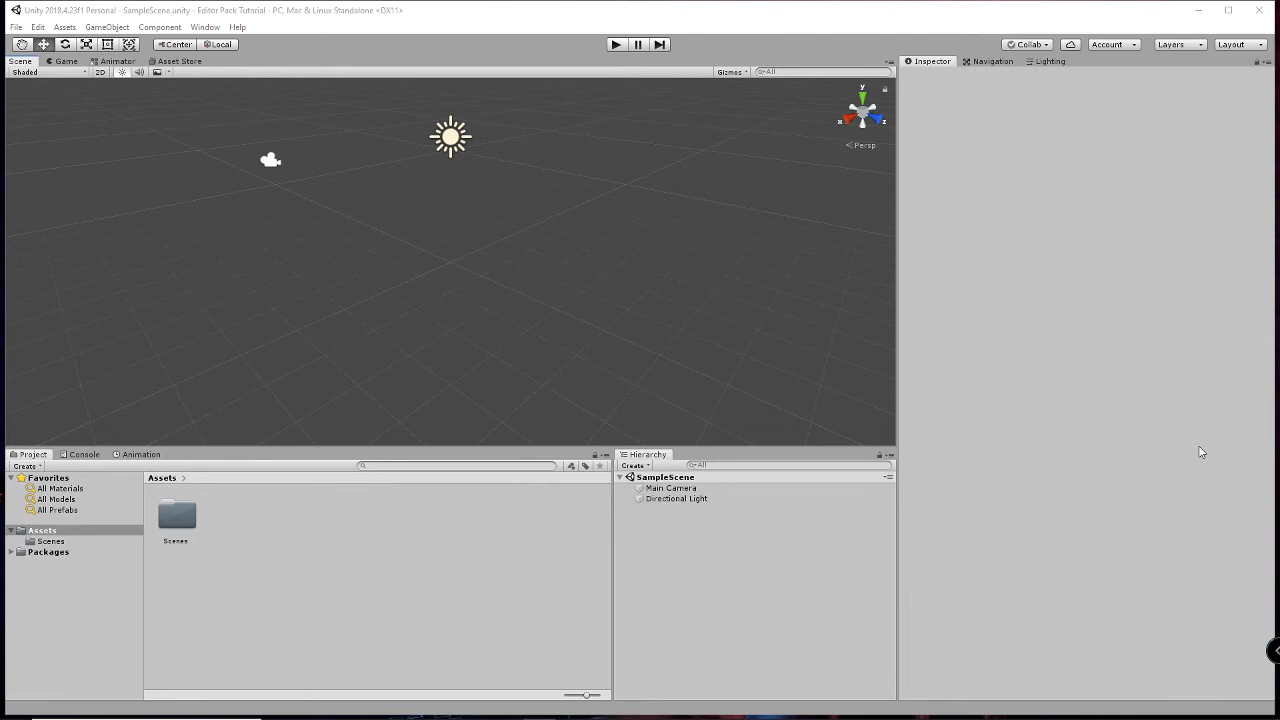 Unity 2018.4.23f1 Personal - SampleScene.unity - Editor Pack Tutorial - PC, Mac & Linux Standalone <DX11>
File Edit Assets GameObject Component Window Help
Center Local Collab Account Layers Layout
Scene Game Animator Asset Store
Shaded 2D Gizmos All
y
x z
Persp
Inspector Navigation Lighting
Project Console Animation
Create
Favorites
All Materials
All Models
All Prefabs
Assets
Scenes
Packages
Assets
Scenes
Hierarchy
Create All
SampleScene
Main Camera
Directional Light